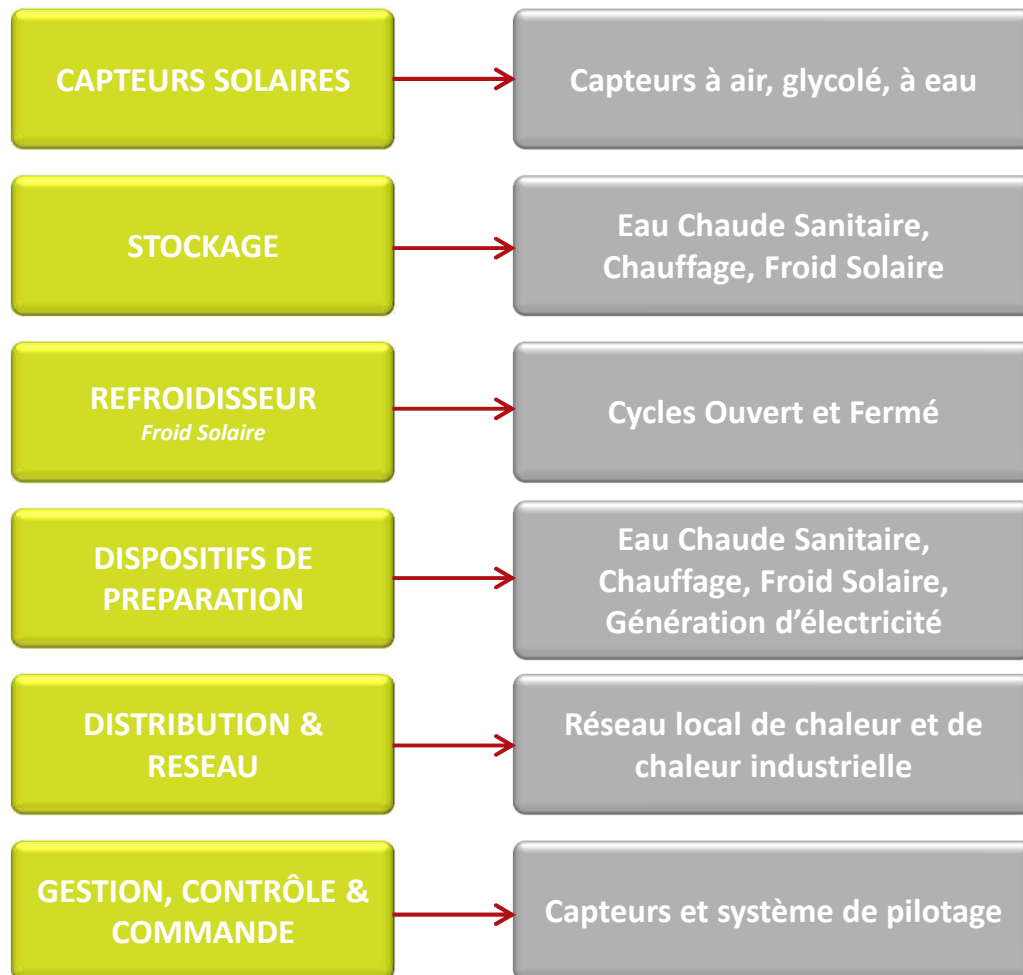 CAPTEURS SOLAIRES
Capteurs à air, glycolé, à eau
STOCKAGE
Eau Chaude Sanitaire,
Chauffage, Froid Solaire
REFROIDISSEUR
Froid Solaire
Cycles Ouvert et Fermé
DISPOSITIFS DE
PREPARATION
Eau Chaude Sanitaire,
Chauffage, Froid Solaire,
Génération d'électricité
DISTRIBUTION &
RESEAU
Réseau local de chaleur et de
chaleur industrielle
GESTION, CONTRÔLE &
COMMANDE
Capteurs et système de pilotage